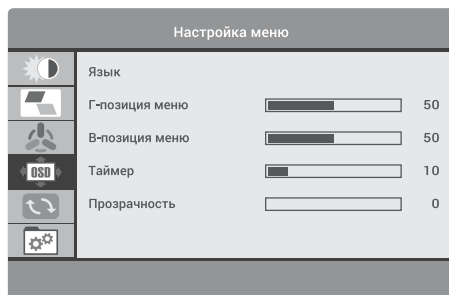 Настройка меню
Язык
Г-позиция меню 50
В-позиция меню 50
OSD
Таймер 10
Прозрачность 0